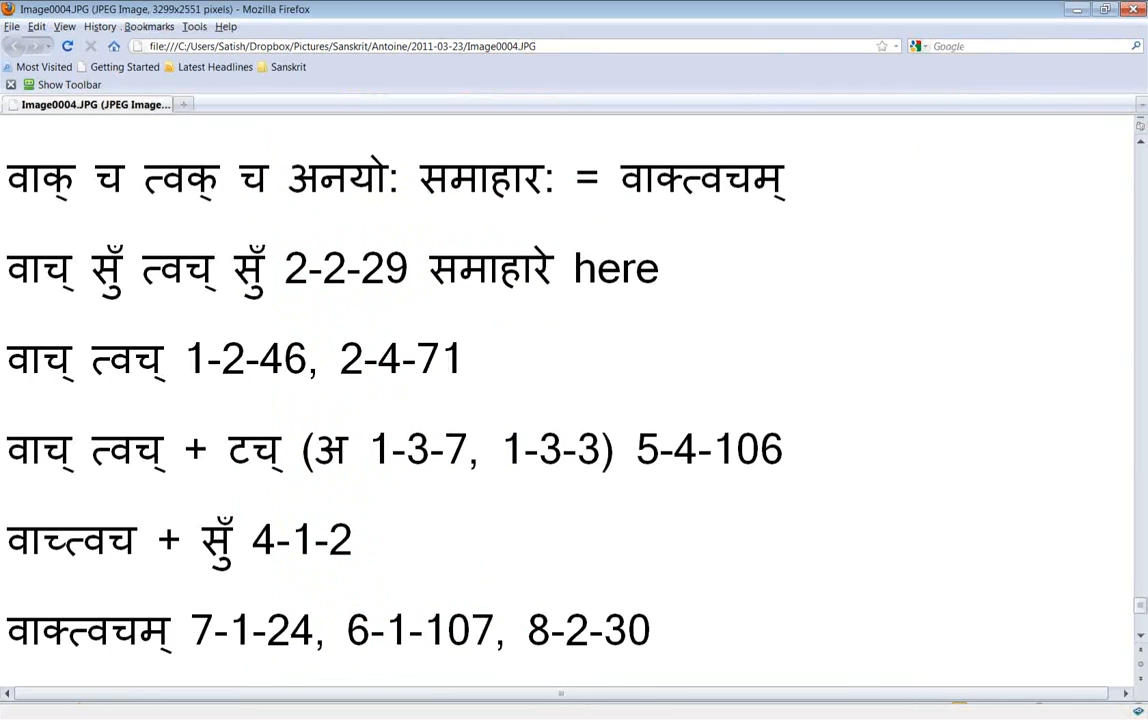 Image0004.JPG (JPEG Image, 3299x2551 pixels) - Mozilla Firefox
File Edit View History Bookmarks Tools Help
file:///C:/Users/Satish/Dropbox/Pictures/Sanskrit/Antoine/2011-03-23/Image0004.JPG Google
Most Visited Getting Started Latest Headlines Sanskrit
Show Toolbar
Image0004.JPG (JPEG Image...
वाक् च त्वक् च अनयो: समाहार: = वाक्त्वचम्
वाच् सुँ त्वच् सुँ 2-2-29 समाहारे here
वाच् त्वच् 1-2-46, 2-4-71
वाच् त्वच् + टच् (अ 1-3-7, 1-3-3) 5-4-106
वाच्त्वच + सुँ 4-1-2
वाक्त्वचम् 7-1-24, 6-1-107, 8-2-30